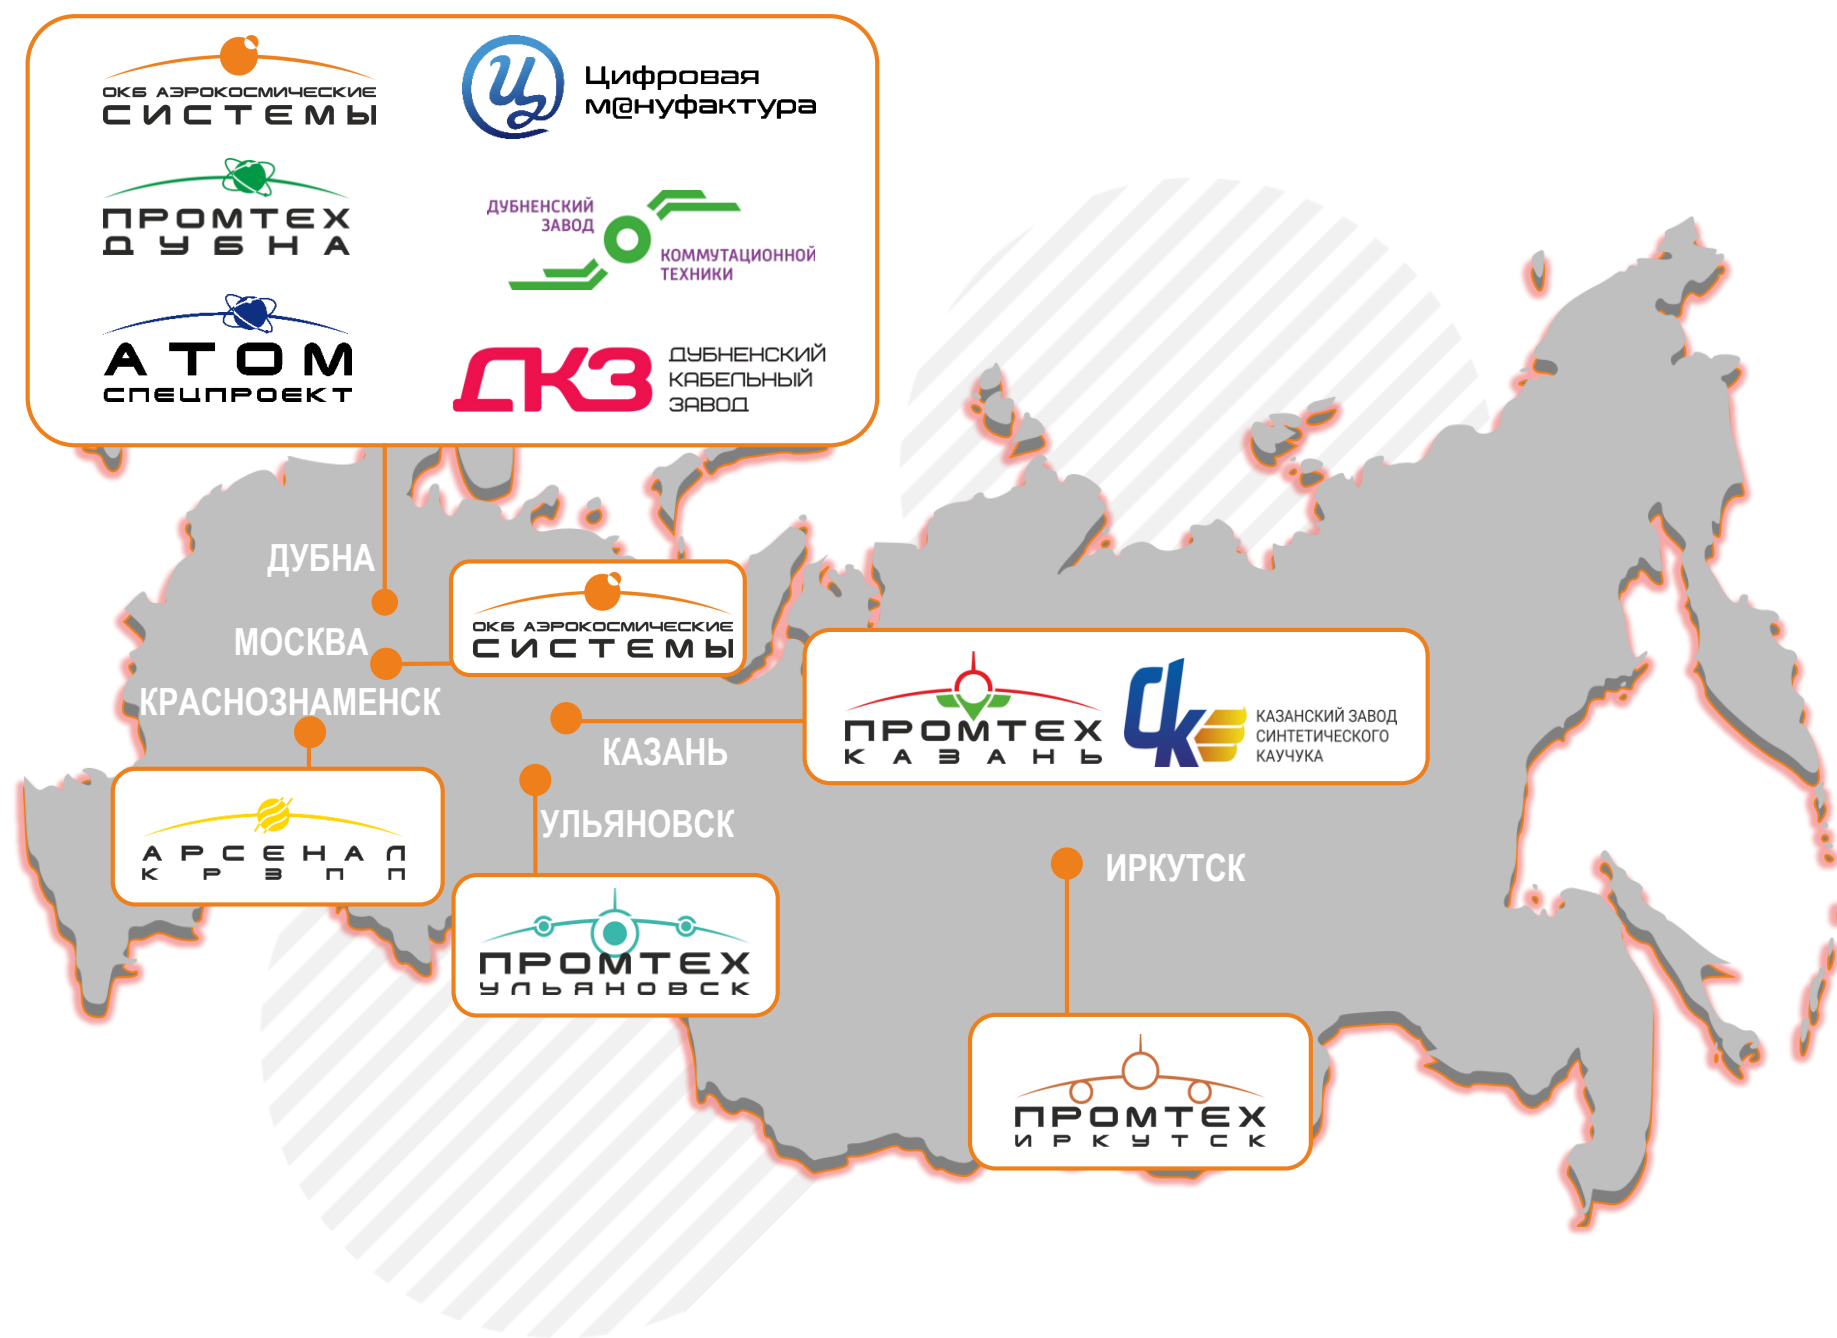 ОКБ АЭРОКОСМИЧЕСКИЕ
СИСТЕМЫ
Цифровая
м@нуфактура
ПРОМТЕХ
ДУБНА
ДУБНЕНСКИЙ
ЗАВОД
КОММУТАЦИОННОЙ
ТЕХНИКИ
АТОМ
СПЕЦПРОЕКТ
ДКЗ
ДУБНЕНСКИЙ
КАБЕЛЬНЫЙ
ЗАВОД
ДУБНА
МОСКВА
ОКБ АЭРОКОСМИЧЕСКИЕ
СИСТЕМЫ
КРАСНОЗНАМЕНСК
АРСЕНАЛ
КРЗПП
КАЗАНЬ
ПРОМТЕХ
КАЗАНЬ
СК
КАЗАНСКИЙ ЗАВОД
СИНТЕТИЧЕСКОГО
КАУЧУКА
УЛЬЯНОВСК
ПРОМТЕХ
УЛЬЯНОВСК
ИРКУТСК
ПРОМТЕХ
ИРКУТСК